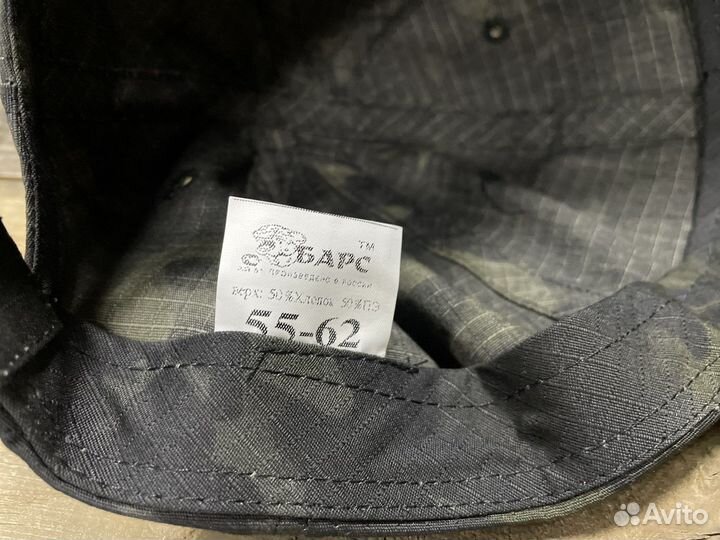 БАРС TM
ПРОИЗВЕДЕНО В РОССИИ
верх: 50%Хлопок 50%ПЭ
55-62
Avito